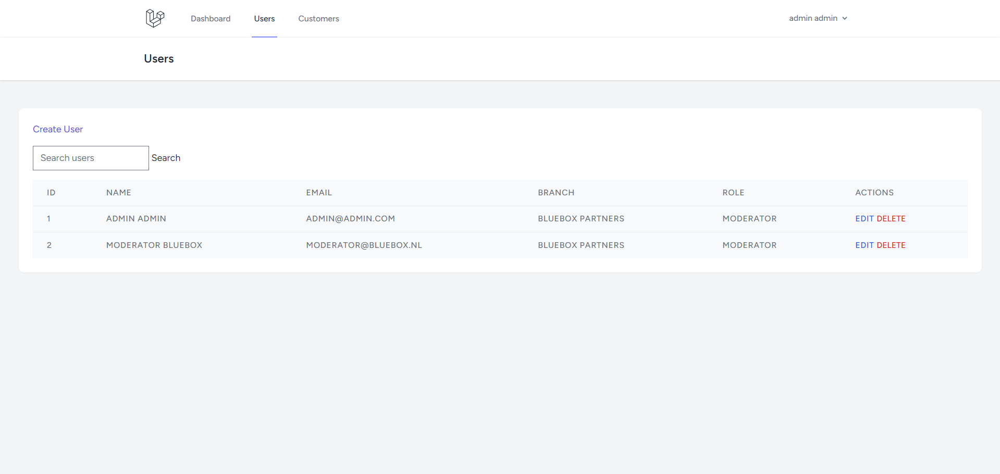 Dashboard Users Customers admin admin
Users
Create User
Search users Search
ID NAME EMAIL BRANCH ROLE ACTIONS
1 ADMIN ADMIN ADMIN@ADMIN.COM BLUEBOX PARTNERS MODERATOR EDIT DELETE
2 MODERATOR BLUEBOX MODERATOR@BLUEBOX.NL BLUEBOX PARTNERS MODERATOR EDIT DELETE